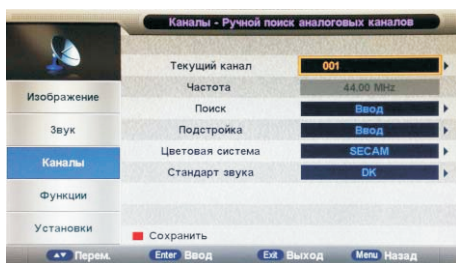 Каналы - Ручной поиск аналоговых каналов
Изображение
Звук
Каналы
Функции
Установки
Текущий канал 001
Частота 44.00 MHz
Поиск Ввод
Подстройка Ввод
Цветовая система SECAM
Стандарт звука DK
Сохранить
▲▼ Перем. Enter Ввод Exit Выход Menu Назад